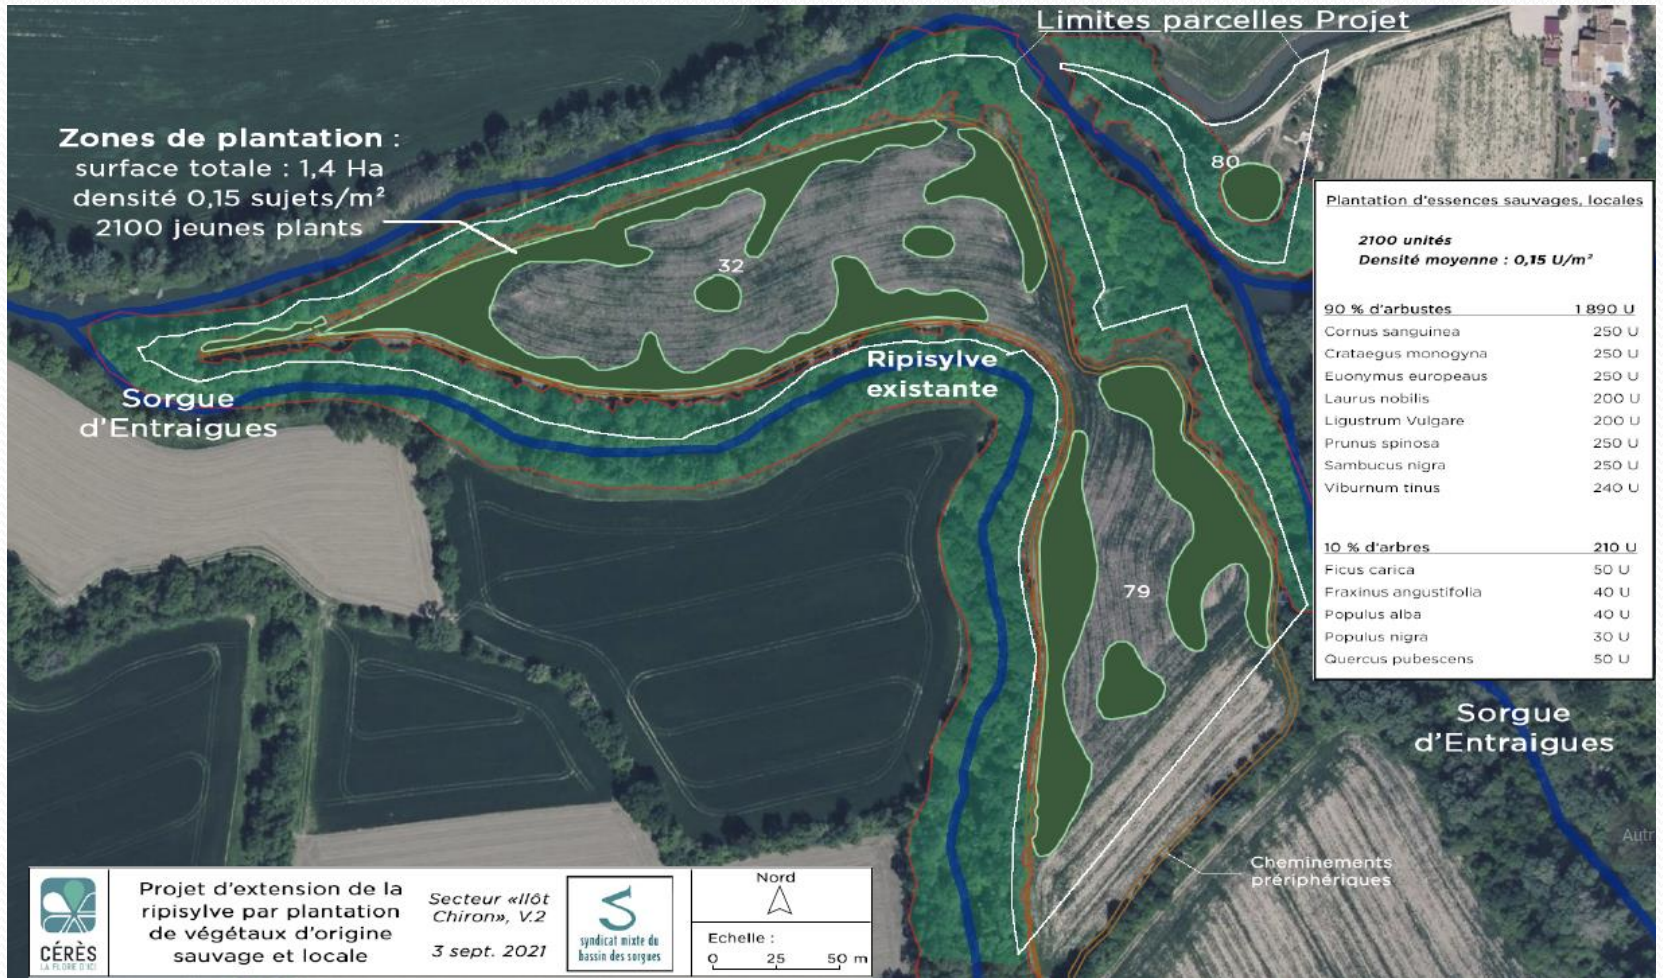 Limites parcelles Projet
Zones de plantation :
surface totale : 1,4 Ha
densité 0,15 sujets/m²
2100 jeunes plants
80
32
Ripisylve
existante
Sorgue
d'Entraigues
79
Plantation d'essences sauvages, locales
2100 unités
Densité moyenne : 0,15 U/m²
90 % d'arbustes 1 890 U
Cornus sanguinea 250 U
Crataegus monogyna 250 U
Euonymus europeaus 250 U
Laurus nobilis 200 U
Ligustrum Vulgare 200 U
Prunus spinosa 250 U
Sambucus nigra 250 U
Viburnum tinus 240 U
10 % d'arbres 210 U
Ficus carica 50 U
Fraxinus angustifolia 40 U
Populus alba 40 U
Populus nigra 30 U
Quercus pubescens 50 U
Sorgue
d'Entraigues
Autr
Cheminements
prériphériques
CÉRÈS
LA FLORE D'ICI
Projet d'extension de la
ripisylve par plantation
de végétaux d'origine
sauvage et locale
Secteur «Ilôt
Chiron», V.2
3 sept. 2021
syndicat mixte du
bassin des sorgues
Nord
Echelle :
0 25 50 m